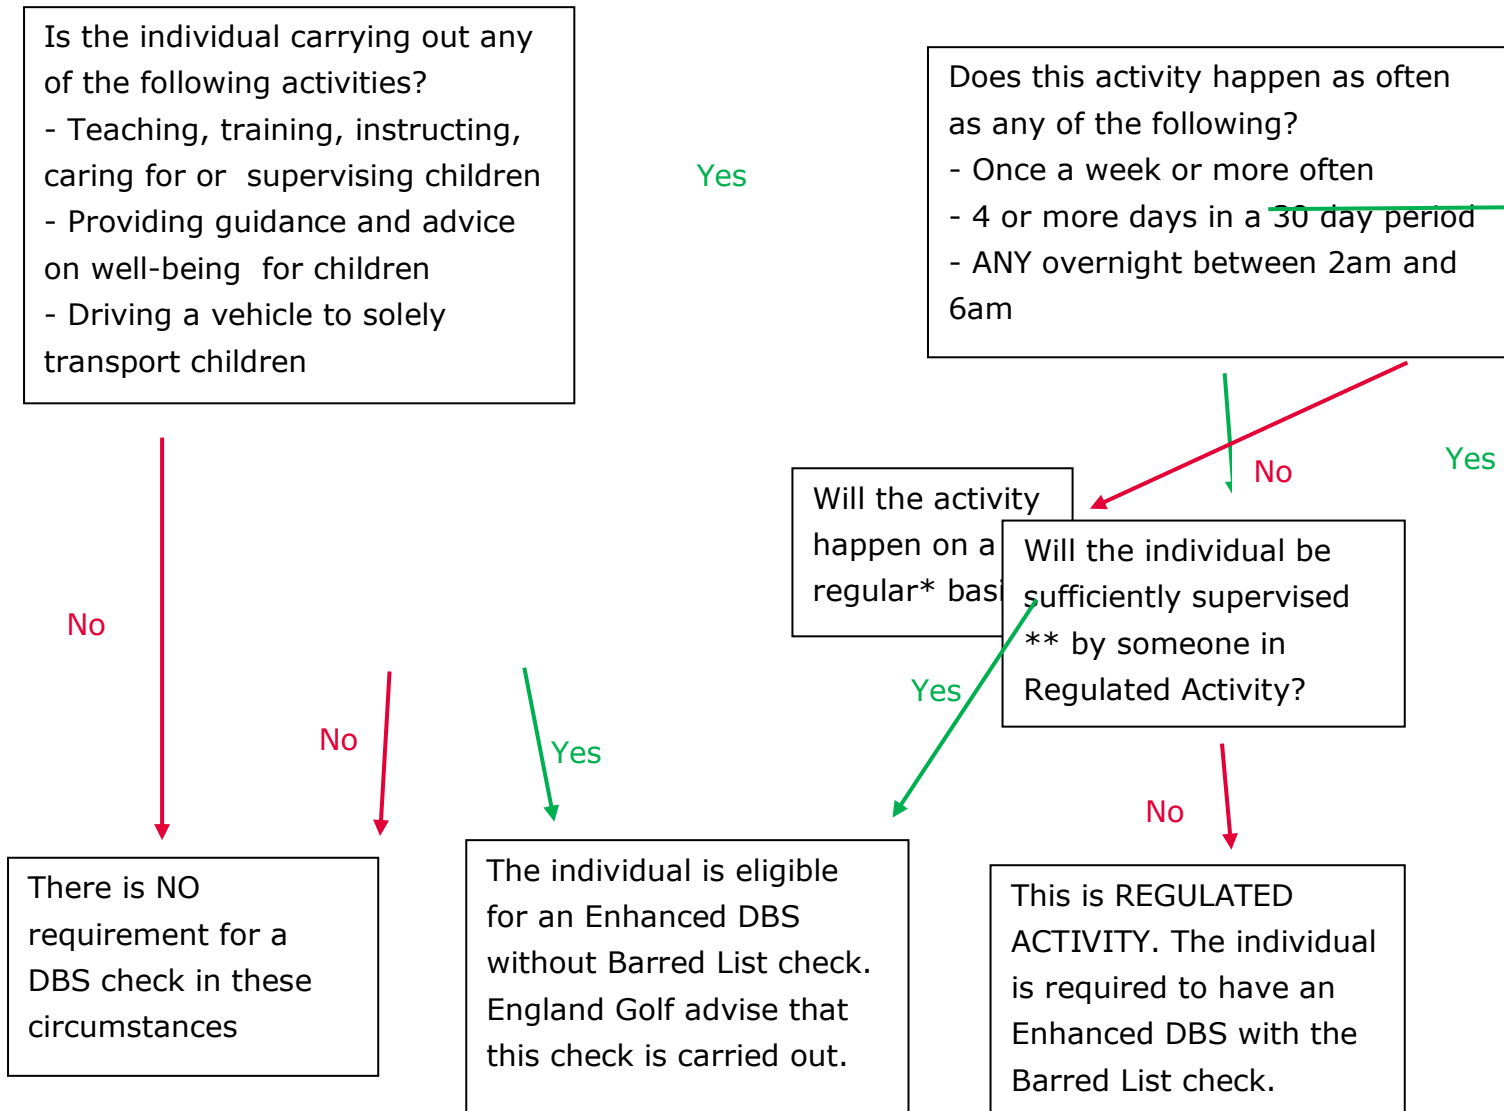 Is the individual carrying out any
of the following activities?
- Teaching, training, instructing,
caring for or  supervising children
- Providing guidance and advice
on well-being  for children
- Driving a vehicle to solely
transport children
Yes
Does this activity happen as often
as any of the following?
- Once a week or more often
- 4 or more days in a 30 day period
- ANY overnight between 2am and
6am
No
Yes
Will the activity
happen on a
regular* basi
Will the individual be
sufficiently supervised
** by someone in
Regulated Activity?
No
No
Yes
Yes
No
There is NO
requirement for a
DBS check in these
circumstances
The individual is eligible
for an Enhanced DBS
without Barred List check.
England Golf advise that
this check is carried out.
This is REGULATED
ACTIVITY. The individual
is required to have an
Enhanced DBS with the
Barred List check.